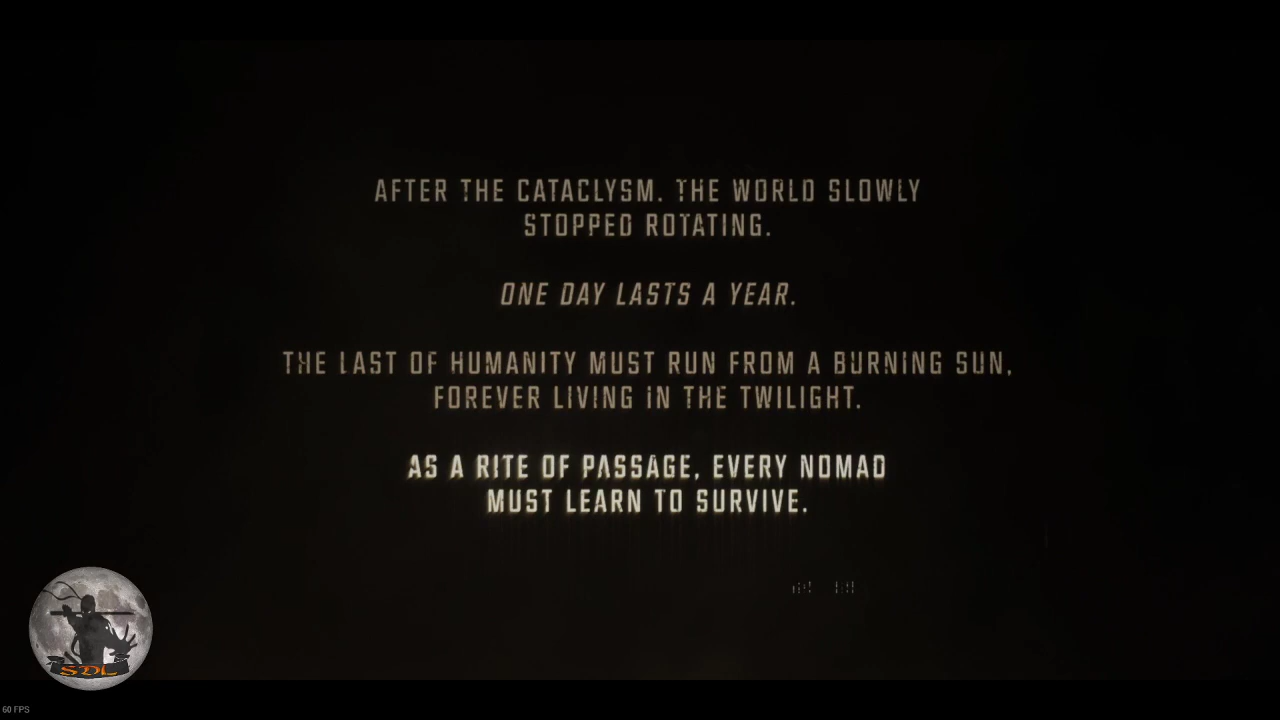 AFTER THE CATACLYSM. THE WORLD SLOWLY
STOPPED ROTATING.
ONE DAY LASTS A YEAR.
THE LAST OF HUMANITY MUST RUN FROM A BURNING SUN,
FOREVER LIVING IN THE TWILIGHT.
AS A RITE OF PASSAGE, EVERY NOMAD
MUST LEARN TO SURVIVE.
SDL
60 FPS